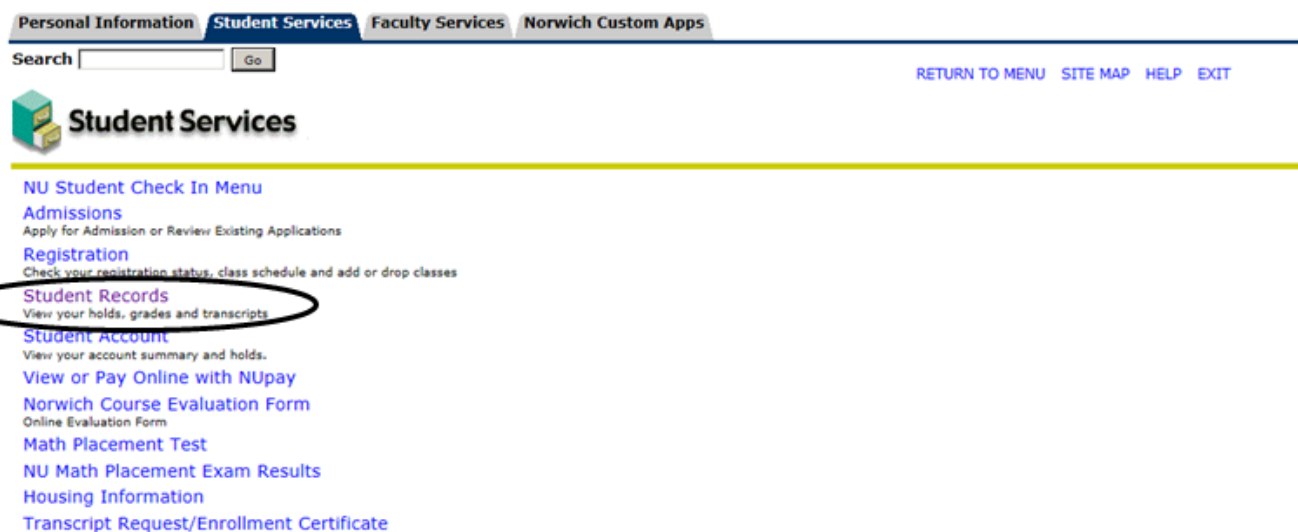 Personal Information Student Services Faculty Services Norwich Custom Apps
Search Go
RETURN TO MENU SITE MAP HELP EXIT
Student Services
NU Student Check In Menu
Admissions
Apply for Admission or Review Existing Applications
Registration
Check your registration status, class schedule and add or drop classes
Student Records
View your holds, grades and transcripts
Student Account
View your account summary and holds.
View or Pay Online with NUpay
Norwich Course Evaluation Form
Online Evaluation Form
Math Placement Test
NU Math Placement Exam Results
Housing Information
Transcript Request/Enrollment Certificate